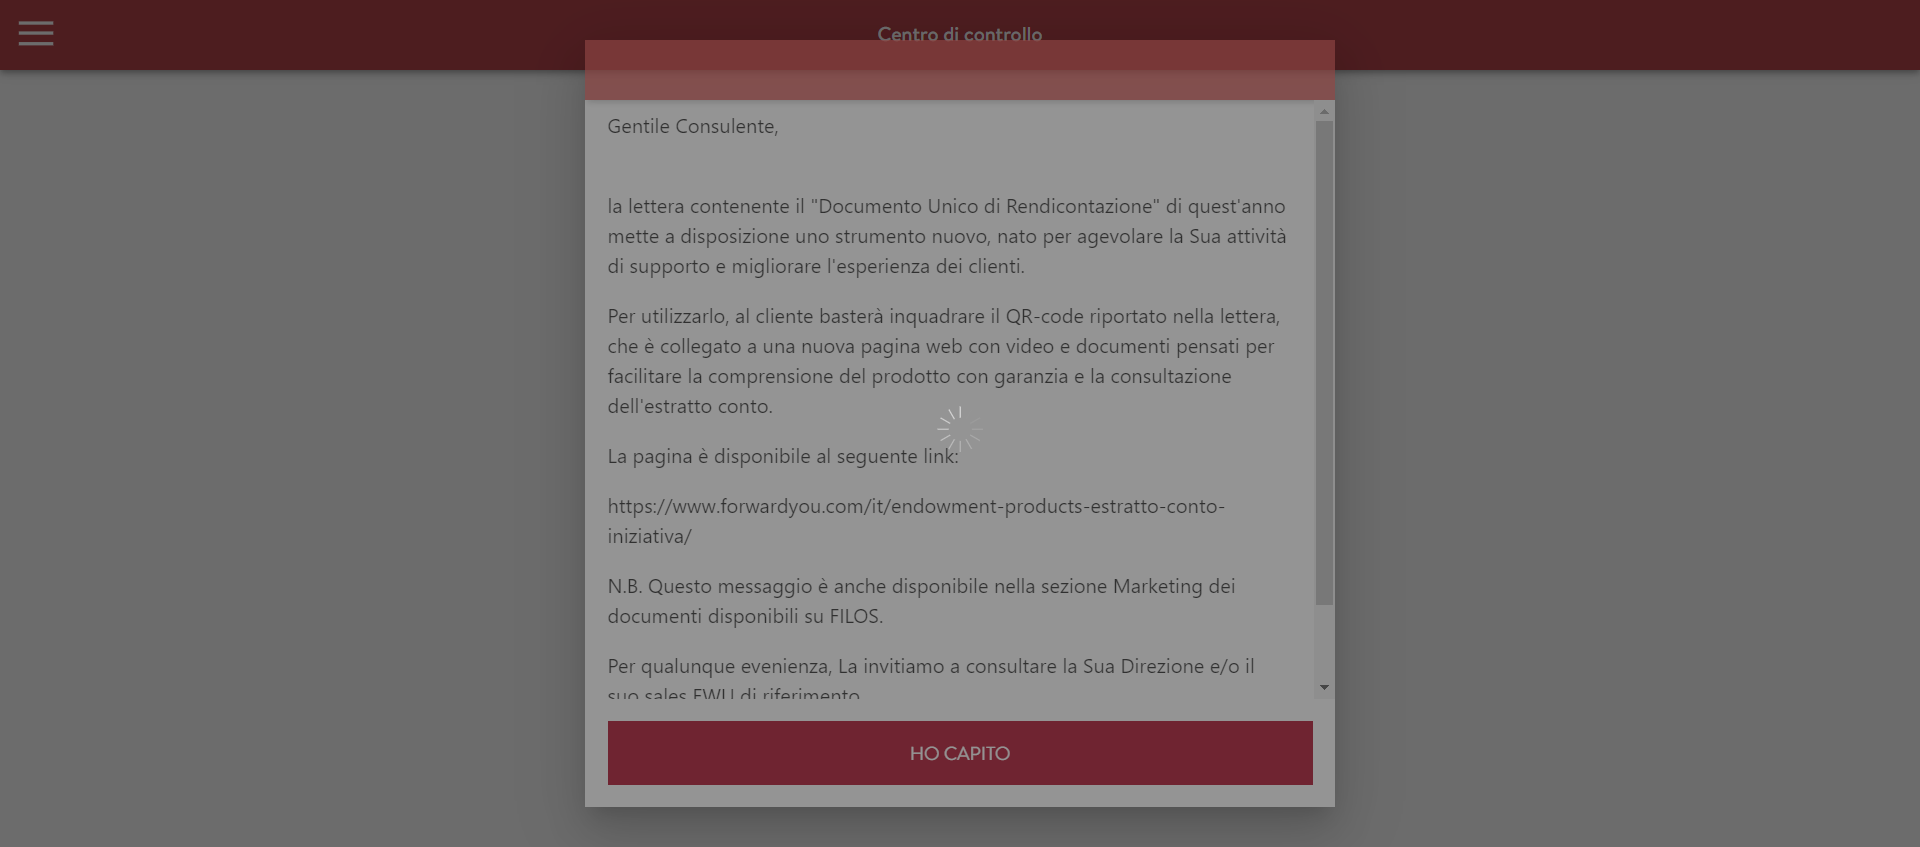 Centro di controllo
Gentile Consulente,
la lettera contenente il "Documento Unico di Rendicontazione" di quest'anno
mette a disposizione uno strumento nuovo, nato per agevolare la Sua attività
di supporto e migliorare l'esperienza dei clienti.
Per utilizzarlo, al cliente basterà inquadrare il QR-code riportato nella lettera,
che è collegato a una nuova pagina web con video e documenti pensati per
facilitare la comprensione del prodotto con garanzia e la consultazione
dell'estratto conto.
La pagina è disponibile al seguente link:
https://www.forwardyou.com/it/endowment-products-estratto-conto-
iniziativa/
N.B. Questo messaggio è anche disponibile nella sezione Marketing dei
documenti disponibili su FILOS.
Per qualunque evenienza, La invitiamo a consultare la Sua Direzione e/o il
suo sales FWU di riferimento
HO CAPITO